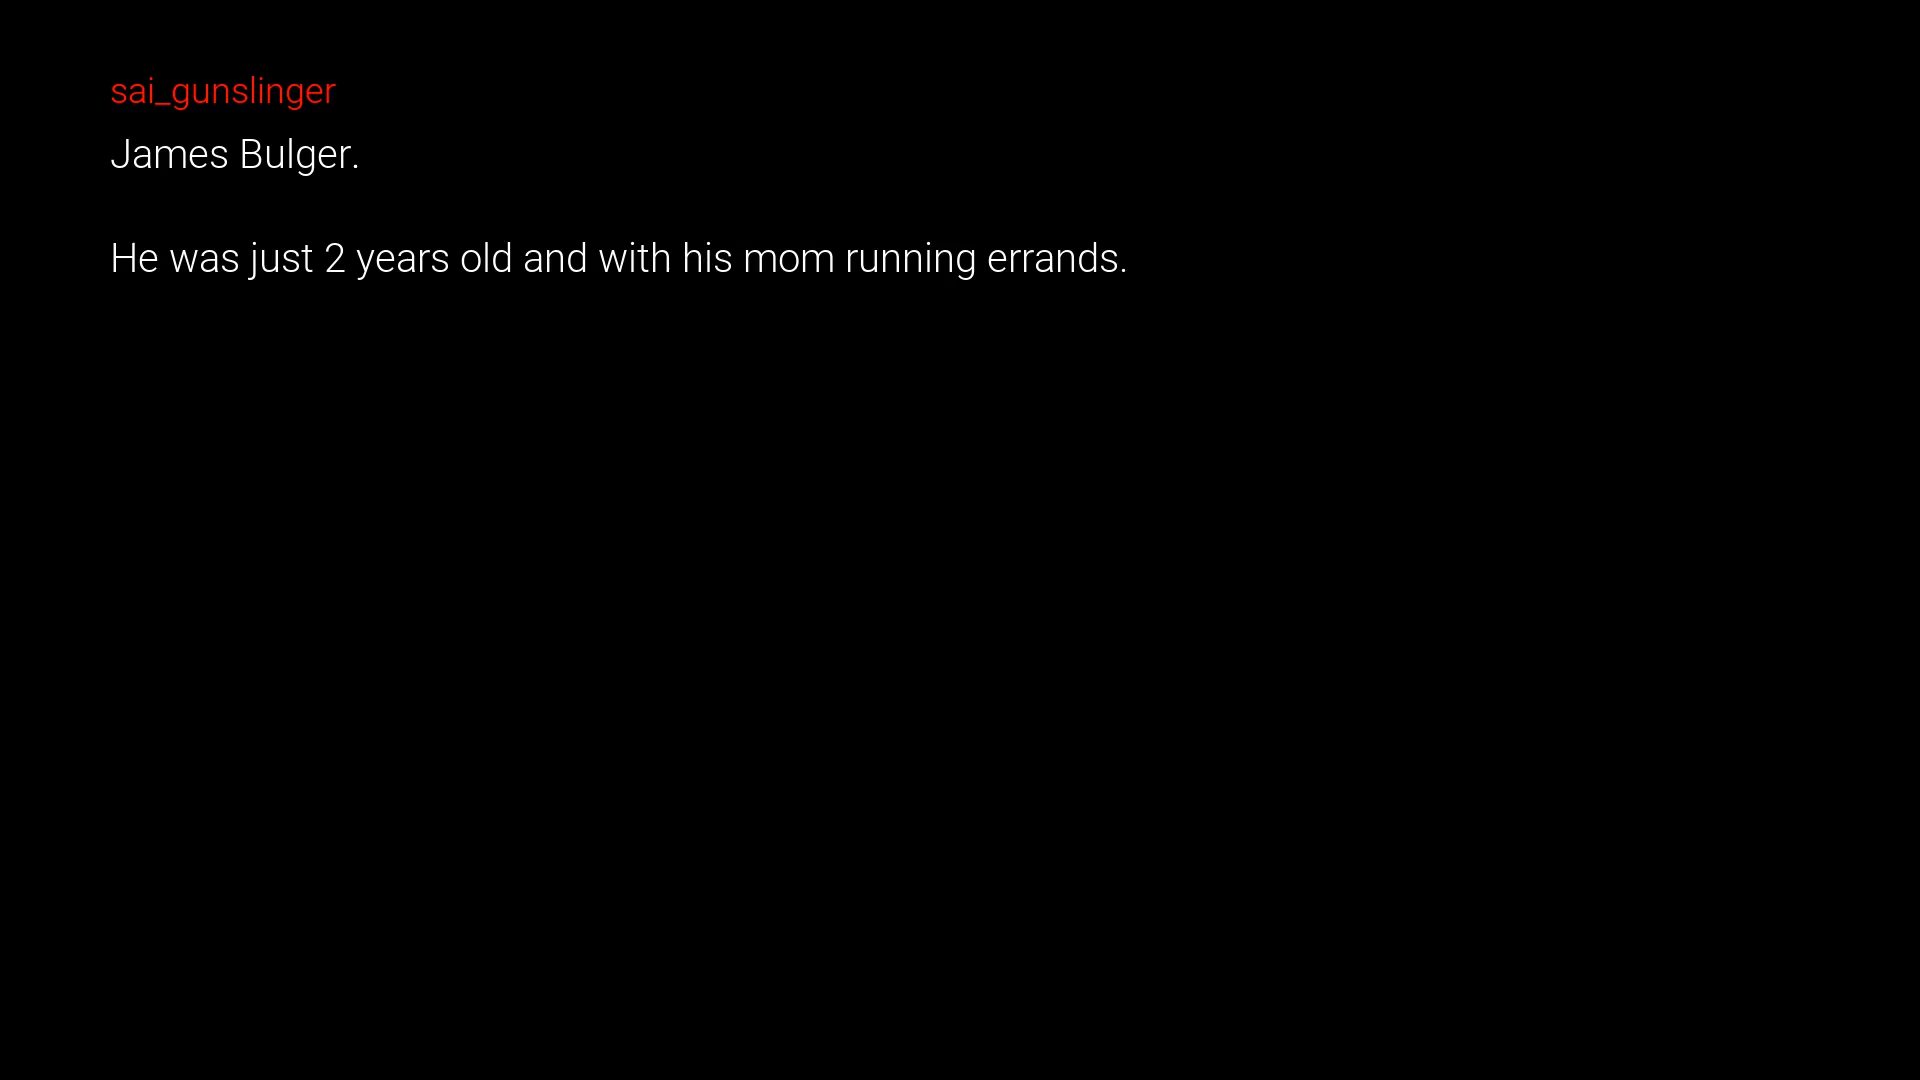 sai_gunslinger
James Bulger.
He was just 2 years old and with his mom running errands.